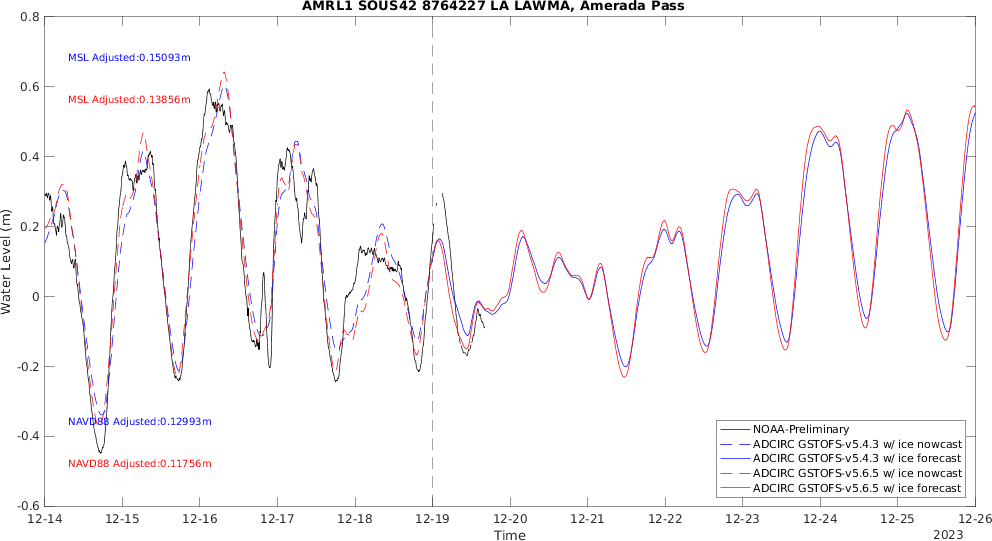 AMRL1 SOUS42 8764227 LA LAWMA, Amerada Pass
0.8
0.6
0.4
0.2
0
-0.2
-0.4
-0.6
Water Level (m)
MSL Adjusted:0.15093m
MSL Adjusted:0.13856m
NAVD88 Adjusted:0.12993m
NAVD88 Adjusted:0.11756m
NOAA-Preliminary
ADCIRC GSTOFS-v5.4.3 w/ ice nowcast
ADCIRC GSTOFS-v5.4.3 w/ ice forecast
ADCIRC GSTOFS-v5.6.5 w/ ice nowcast
ADCIRC GSTOFS-v5.6.5 w/ ice forecast
12-14 12-15 12-16 12-17 12-18 12-19 12-20 12-21 12-22 12-23 12-24 12-25 12-26
Time
2023